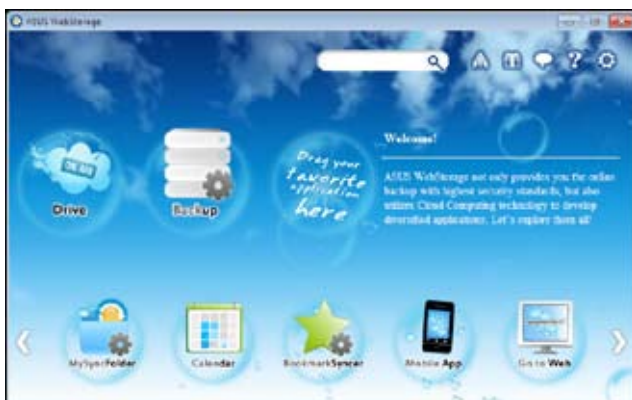 ASUS WebStorage
?
Welcome!
ASUS WebStorage not only provides you the online
backup with highest security standards, but also
utilizes Cloud Computing technology to develop
diversified applications. Let's explore them all!
ON AIR
Drive
Backup
Drag your
favorite
application
here
MySyncFolder
Calendar
BookmarkSyncer
Mobile App
Go to Web